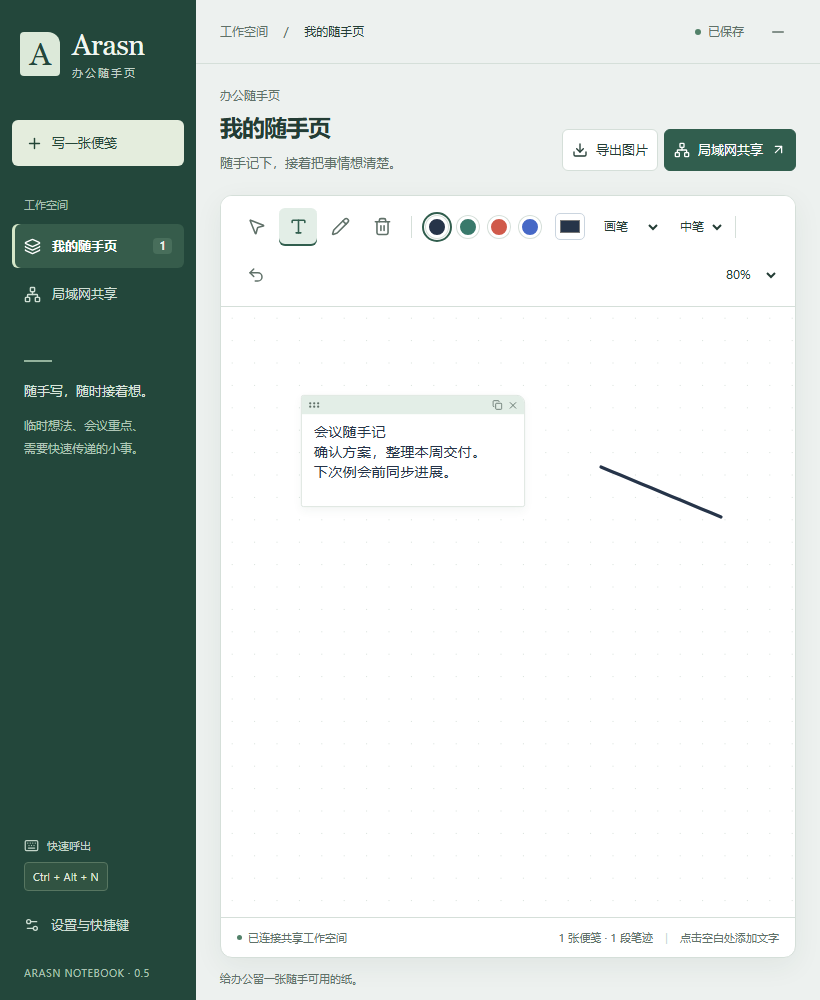 A
Arasn
办公随手页
写一张便笺
工作空间
我的随手页 1
局域网共享
随手写，随时接着想。
临时想法、会议重点、
需要快速传递的小事。
快速呼出
Ctrl + Alt + N
设置与快捷键
ARASN NOTEBOOK · 0.5
工作空间 / 我的随手页
已保存
办公随手页
我的随手页
随手记下，接着把事情想清楚。
导出图片
局域网共享
画笔
中笔
80%
会议随手记
确认方案，整理本周交付。
下次例会前同步进展。
已连接共享工作空间
1 张便笺 · 1 段笔迹
点击空白处添加文字
给办公留一张随手可用的纸。